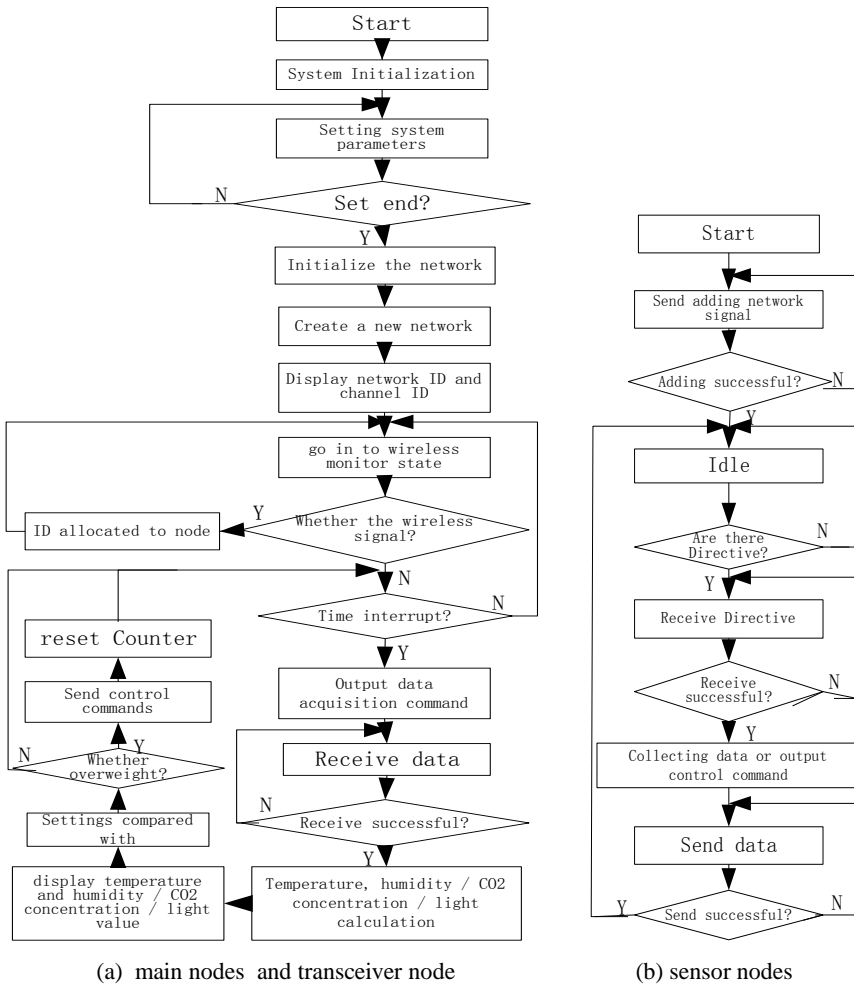 Start
System Initialization
Setting system
parameters
N
Set end?
Y
Initialize the network
Create a new network
Display network ID and
channel ID
go in to wireless
monitor state
Whether the wireless
signal?
Y
ID allocated to node
N
Time interrupt?
N
Y
Output data
acquisition command
Receive data
N
Receive successful?
Y
Temperature, humidity / CO2
concentration / light
calculation
display temperature
and humidity / CO2
concentration / light
value
Settings compared
with
Whether
overweight?
N
Y
Send control
commands
reset Counter
(a) main nodes and transceiver node
Start
Send adding network
signal
Adding successful?
N
Y
Idle
Are there
Directive?
N
Y
Receive Directive
Receive
successful?
N
Y
Collecting data or output
control command
Send data
Y
Send successful?
N
(b) sensor nodes